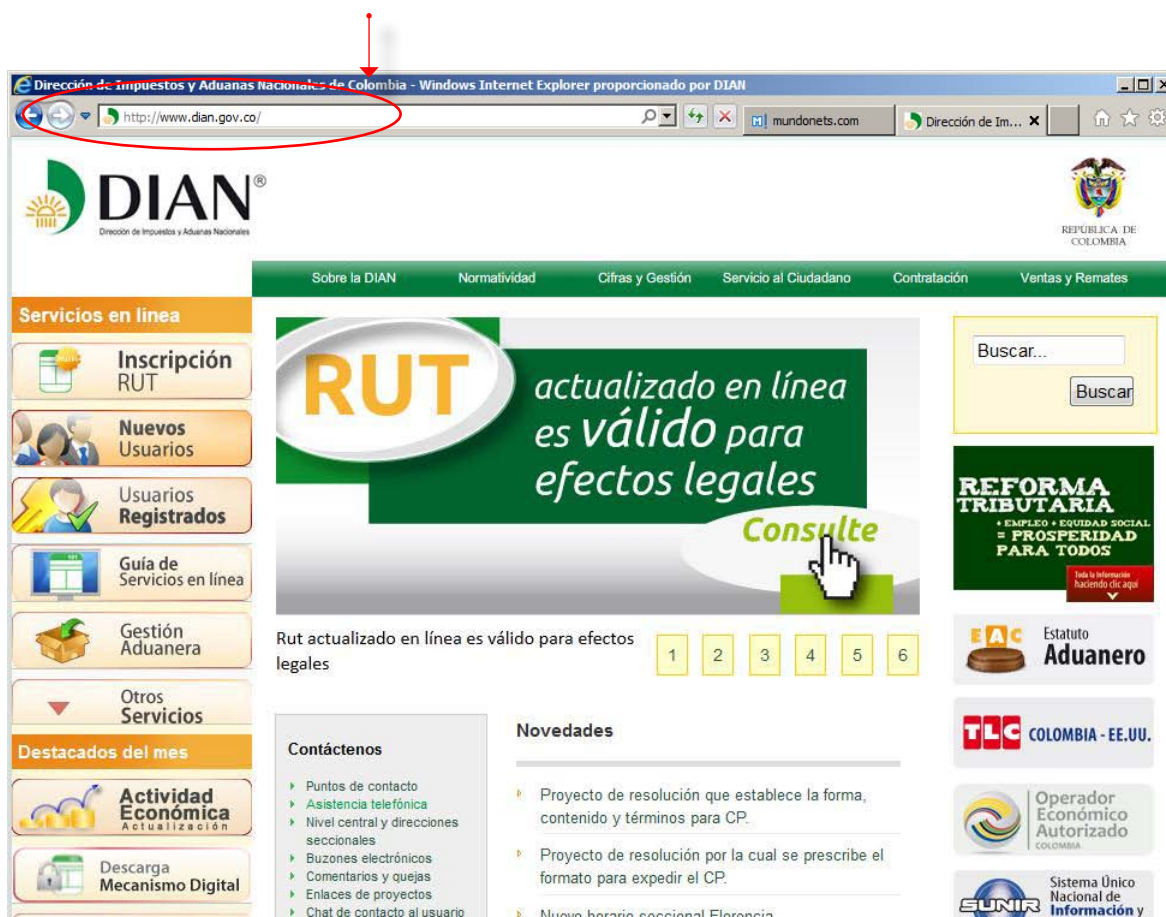 Dirección de Impuestos y Aduanas Nacionales de Colombia - Windows Internet Explorer proporcionado por DIAN
http://www.dian.gov.co/
mundonets.com
Dirección de Im...
DIAN®
Dirección de Impuestos y Aduanas Nacionales
REPÚBLICA DE
COLOMBIA
Sobre la DIAN
Normatividad
Cifras y Gestión
Servicio al Ciudadano
Contratación
Ventas y Remates
Servicios en línea
Inscripción
RUT
Nuevos
Usuarios
Usuarios
Registrados
Guía de
Servicios en línea
Gestión
Aduanera
Otros
Servicios
Destacados del mes
Actividad
Económica
Actualización
Descarga
Mecanismo Digital
RUT
actualizado en línea
es válido para
efectos legales
Consulte
Rut actualizado en línea es válido para efectos
legales
1 2 3 4 5 6
Contáctenos
Puntos de contacto
Asistencia telefónica
Nivel central y direcciones
seccionales
Buzones electrónicos
Comentarios y quejas
Enlaces de proyectos
Chat de contacto al usuario
Novedades
Proyecto de resolución que establece la forma,
contenido y términos para CP.
Proyecto de resolución por la cual se prescribe el
formato para expedir el CP.
Nuevo horario seccional Florencia
Buscar...
Buscar
REFORMA
TRIBUTARIA
+ EMPLEO + EQUIDAD SOCIAL
= PROSPERIDAD
PARA TODOS
Toda la información
haciendo clic aquí
EAC
Estatuto
Aduanero
TLC COLOMBIA - EE.UU.
Operador
Económico
Autorizado
COLOMBIA
SUNIR
Sistema Único
Nacional de
Información y